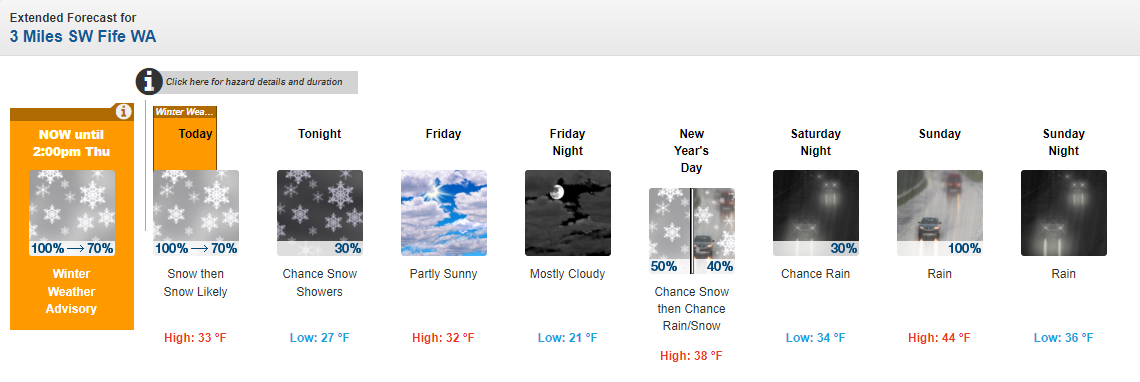 Extended Forecast for
3 Miles SW Fife WA
Click here for hazard details and duration
NOW until
2:00pm Thu
100% → 70%
Winter
Weather
Advisory
Winter Wea...
Today
100% → 70%
Snow then
Snow Likely
High: 33 °F
Tonight
30%
Chance Snow
Showers
Low: 27 °F
Friday
Partly Sunny
High: 32 °F
Friday
Night
Mostly Cloudy
Low: 21 °F
New
Year's
Day
50% 40%
Chance Snow
then Chance
Rain/Snow
High: 38 °F
Saturday
Night
30%
Chance Rain
Low: 34 °F
Sunday
100%
Rain
High: 44 °F
Sunday
Night
Rain
Low: 36 °F